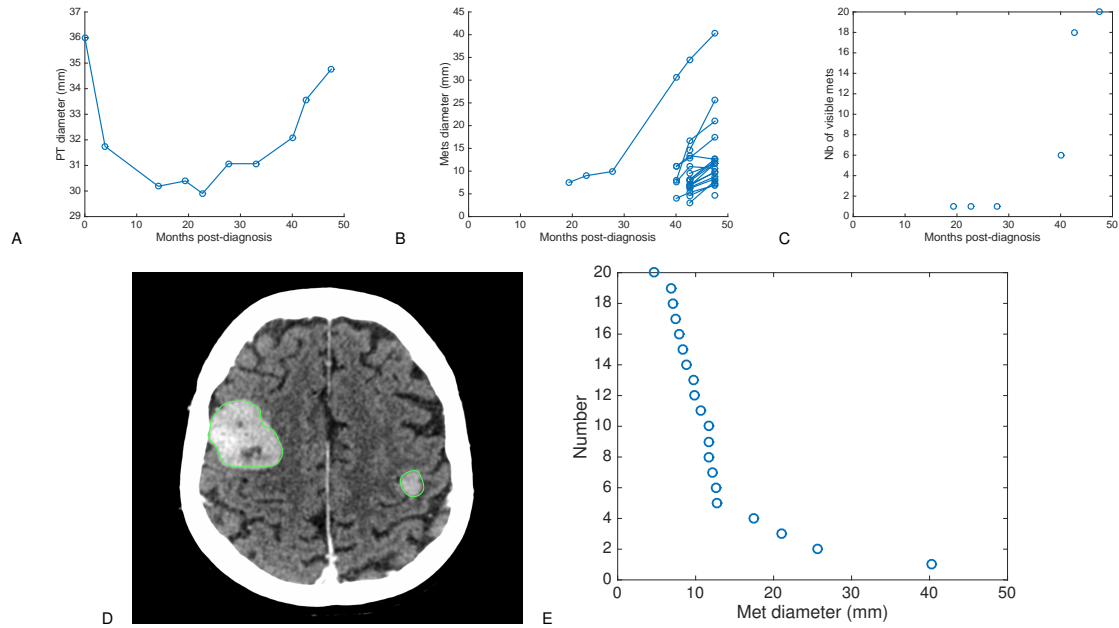 37
36
35
34
33
32
31
30
29
PT diameter (mm)
0 10 20 30 40 50
Months post-diagnosis
A
45
40
35
30
25
20
15
10
5
0
Mets diameter (mm)
0 10 20 30 40 50
Months post-diagnosis
B
20
18
16
14
12
10
8
6
4
2
0
Nb of visible mets
0 10 20 30 40 50
Months post-diagnosis
C
D
20
18
16
14
12
10
8
6
4
2
0
Number
0 10 20 30 40 50
Met diameter (mm)
E